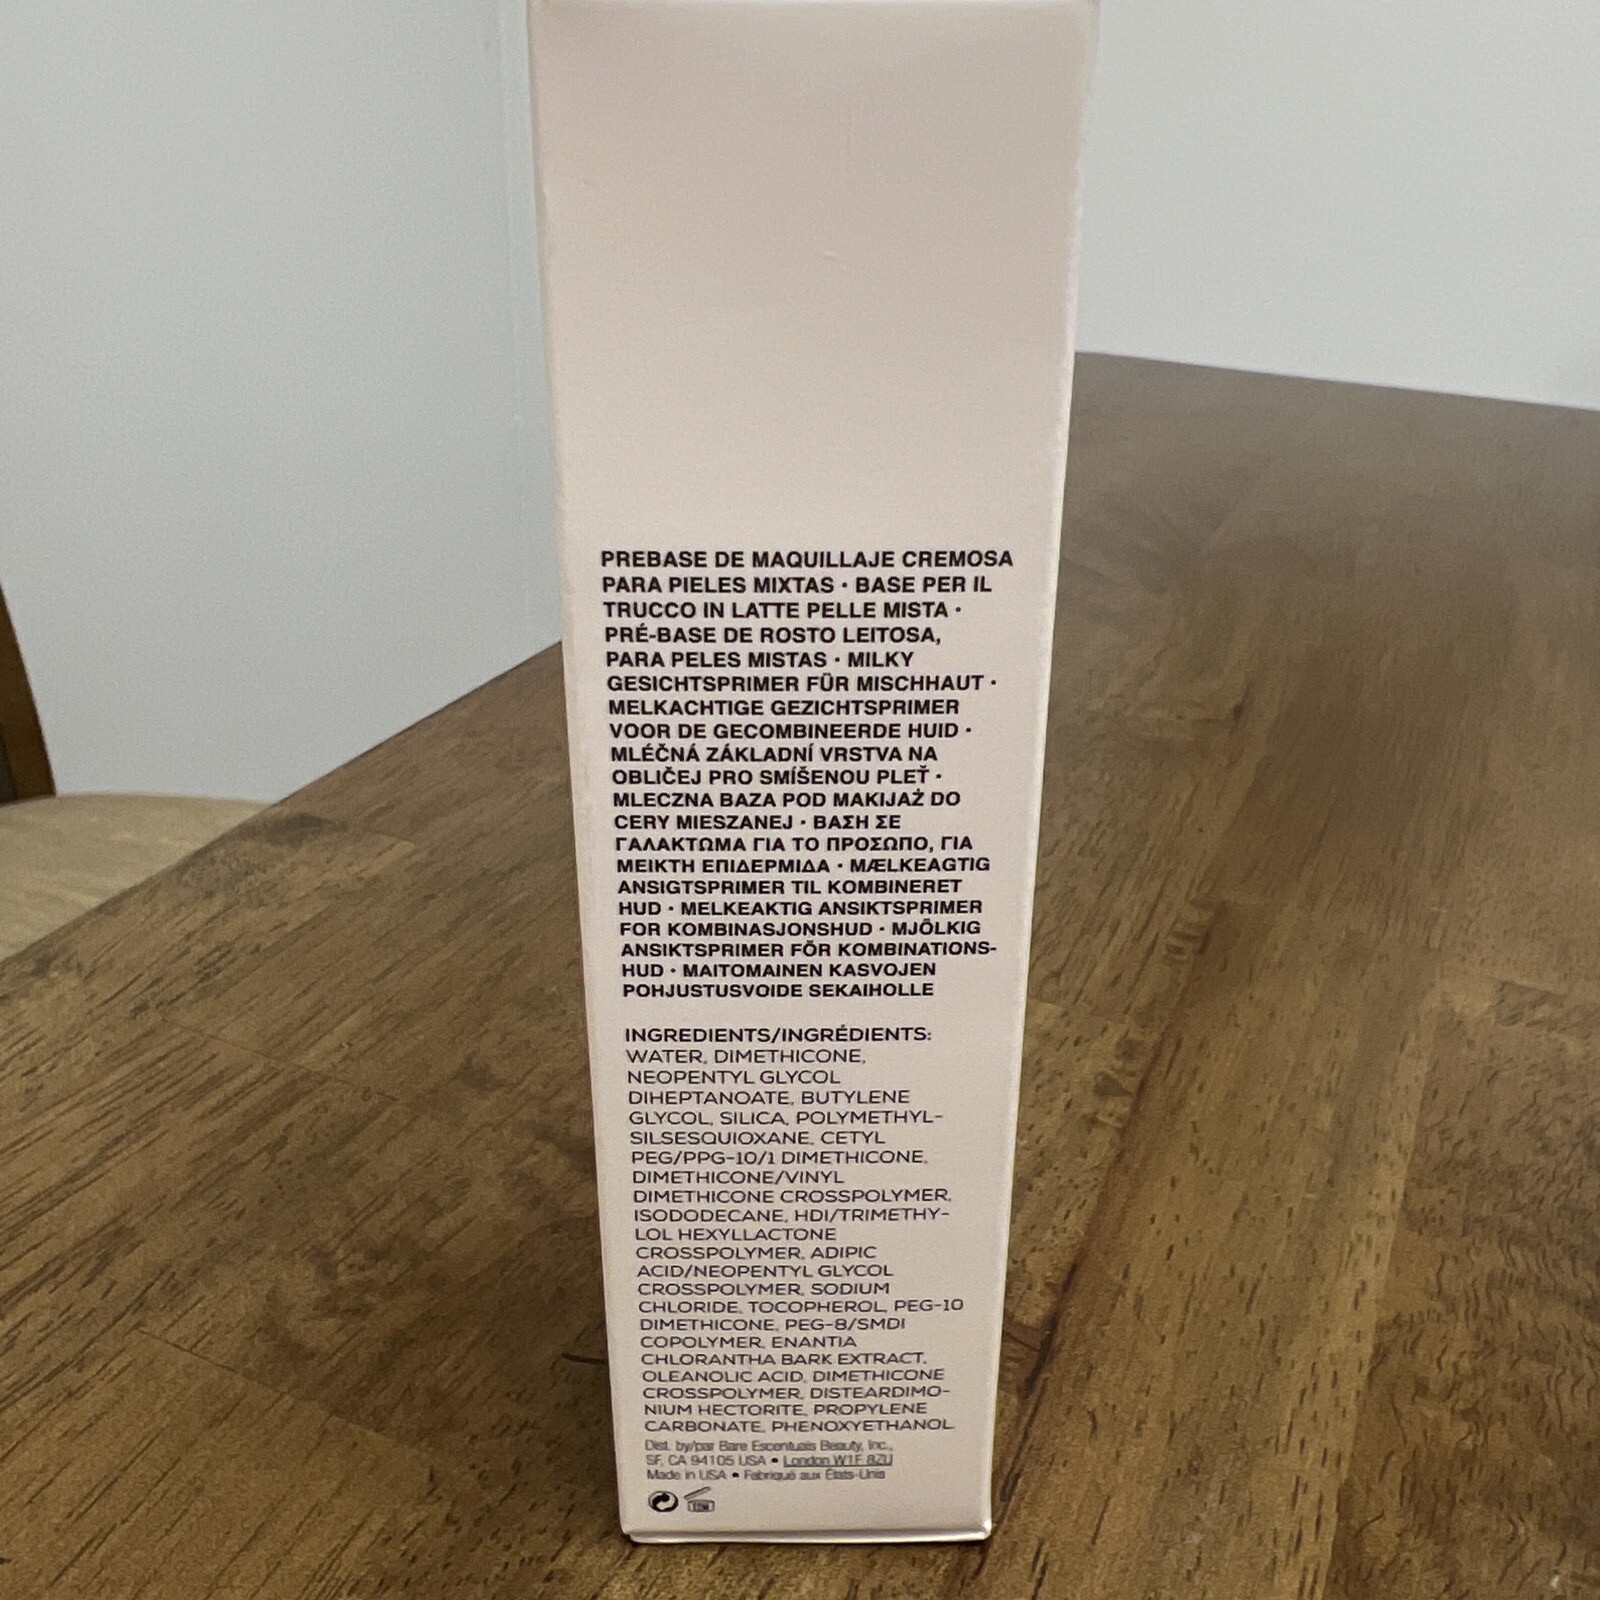 PREBASE DE MAQUILLAJE CREMOSA
PARA PIELES MIXTAS • BASE PER IL
TRUCCO IN LATTE PELLE MISTA •
PRÉ-BASE DE ROSTO LEITOSA,
PARA PELES MISTAS • MILKY
GESICHTSPRIMER FÜR MISCHHAUT •
MELKACHTIGE GEZICHTSPRIMER
VOOR DE GECOMBINEERDE HUID •
MLÉČNÁ ZÁKLADNÍ VRSTVA NA
OBLIČEJ PRO SMÍŠENOU PLEŤ •
MLECZNA BAZA POD MAKIJAŻ DO
CERY MIESZANEJ • ΒΑΣΗ ΣΕ
ΓΑΛΑΚΤΩΜΑ ΓΙΑ ΤΟ ΠΡΟΣΩΠΟ, ΓΙΑ
ΜΕΙΚΤΗ ΕΠΙΔΕΡΜΙΔΑ • MÆLKEAGTIG
ANSIGTSPRIMER TIL KOMBINERET
HUD • MELKEAKTIG ANSIKTSPRIMER
FOR KOMBINASJONSHUD • MJÖLKIG
ANSIKTSPRIMER FÖR KOMBINATIONS-
HUD • MAITOMAINEN KASVOJEN
POHJUSTUSVOIDE SEKAIHOLLE
INGREDIENTS/INGRÉDIENTS:
WATER, DIMETHICONE,
NEOPENTYL GLYCOL
DIHEPTANOATE, BUTYLENE
GLYCOL, SILICA, POLYMETHYL-
SILSESQUIOXANE, CETYL
PEG/PPG-10/1 DIMETHICONE,
DIMETHICONE/VINYL
DIMETHICONE CROSSPOLYMER,
ISODODECANE, HDI/TRIMETHY-
LOL HEXYLLACTONE
CROSSPOLYMER, ADIPIC
ACID/NEOPENTYL GLYCOL
CROSSPOLYMER, SODIUM
CHLORIDE, TOCOPHEROL, PEG-10
DIMETHICONE, PEG-8/SMDI
COPOLYMER, ENANTIA
CHLORANTHA BARK EXTRACT,
OLEANOLIC ACID, DIMETHICONE
CROSSPOLYMER, DISTEARDIMO-
NIUM HECTORITE, PROPYLENE
CARBONATE, PHENOXYETHANOL
Dist. by/par Bare Escentuals Beauty, Inc.,
SF, CA 94105 USA • London W1F 8ZU
Made in USA • Fabriqué aux États-Unis